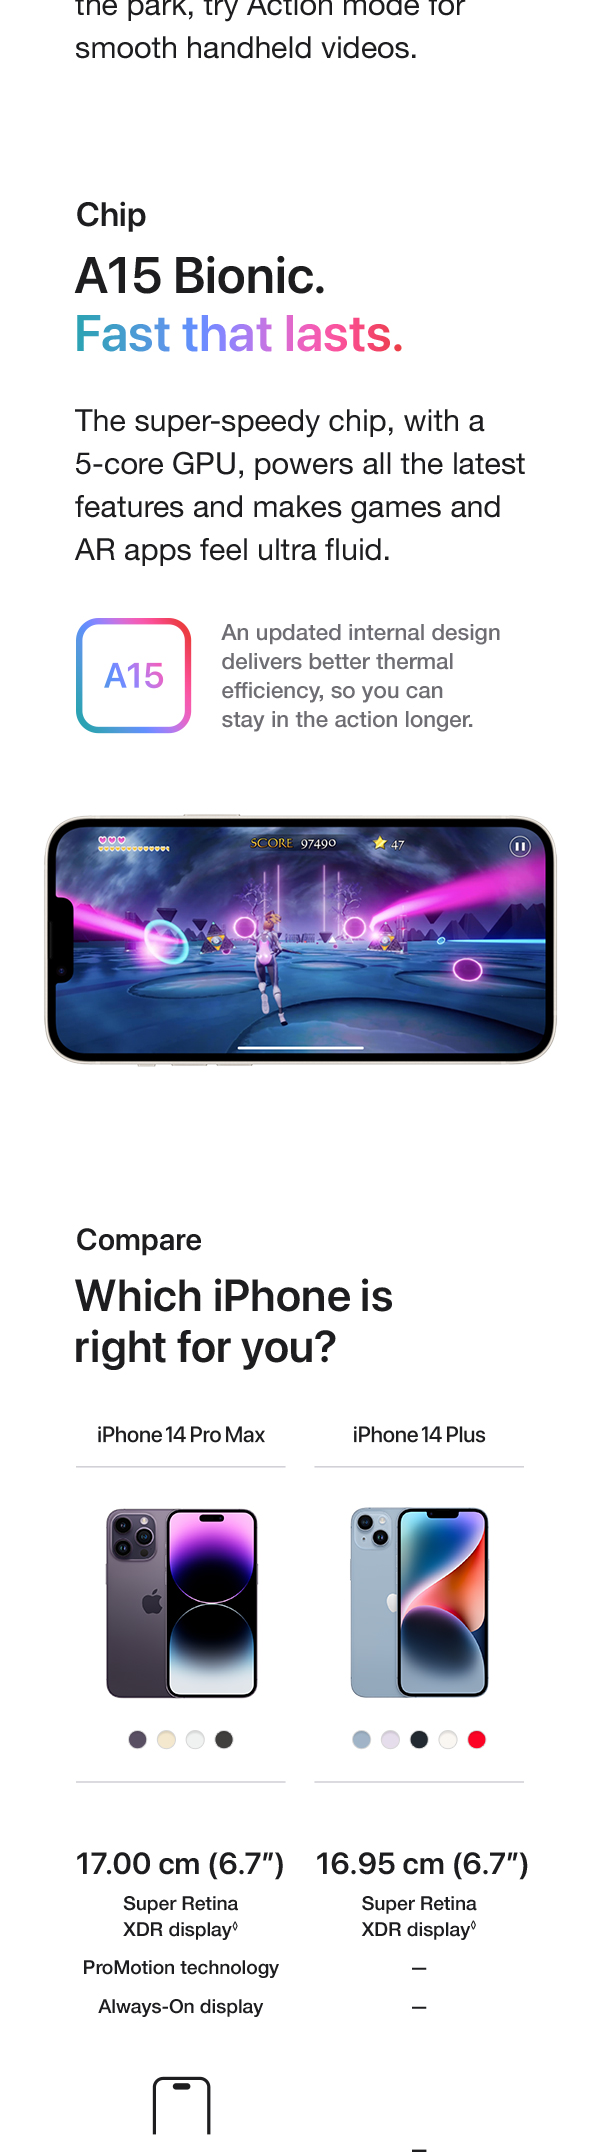 the park, try Action mode for
smooth handheld videos.
Chip
A15 Bionic.
Fast that lasts.
The super-speedy chip, with a
5-core GPU, powers all the latest
features and makes games and
AR apps feel ultra fluid.
A15
An updated internal design
delivers better thermal
efficiency, so you can
stay in the action longer.
SCORE 97490
47
Compare
Which iPhone is
right for you?
iPhone 14 Pro Max
iPhone 14 Plus
17.00 cm (6.7″)
Super Retina
XDR display◊
ProMotion technology
Always-On display
16.95 cm (6.7″)
Super Retina
XDR display◊
–
–
–